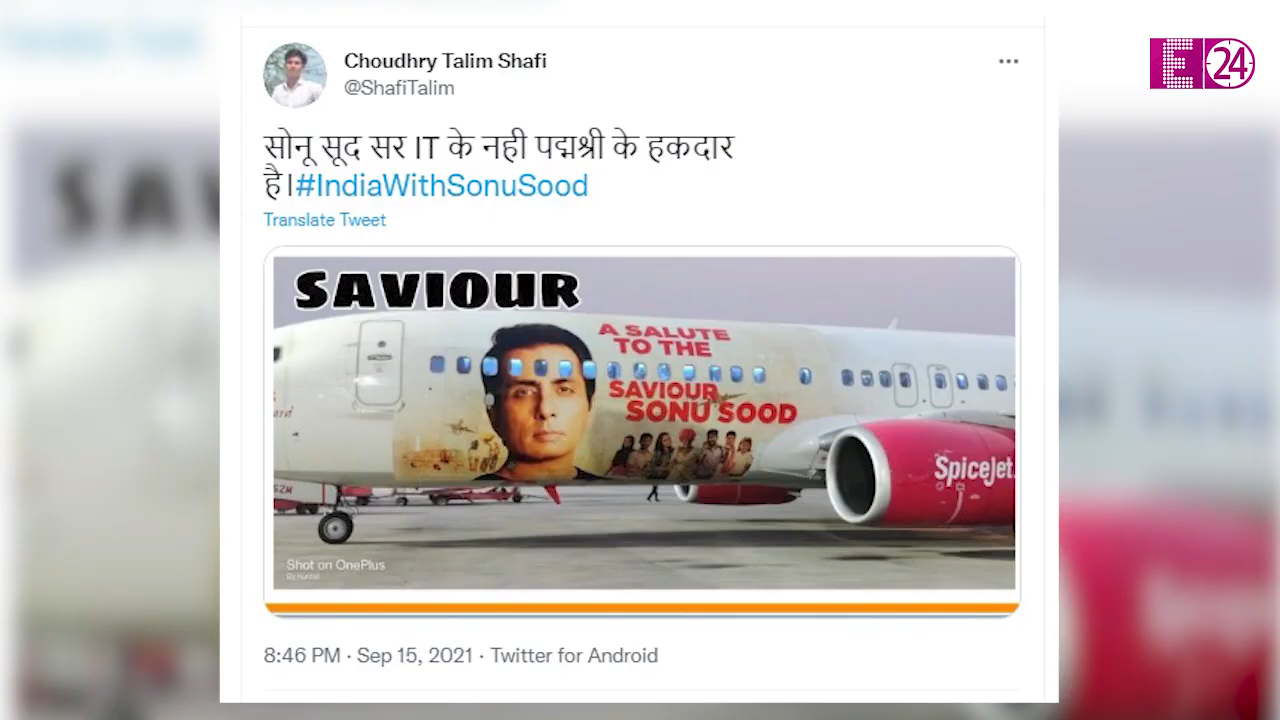 E24
Choudhry Talim Shafi
@ShafiTalim
सोनू सूद सर IT के नही पद्मश्री के हकदार
है।#IndiaWithSonuSood
Translate Tweet
SAVIOUR
A SALUTE
TO THE
SAVIOUR
SONU SOOD
SpiceJet
Shot on OnePlus
8:46 PM · Sep 15, 2021 · Twitter for Android